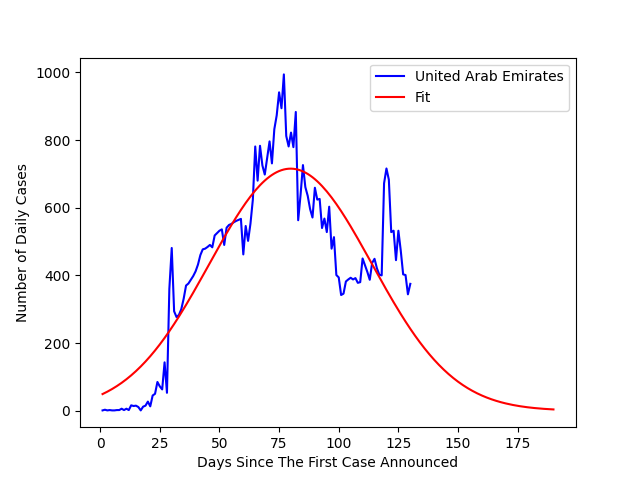 United Arab Emirates
Fit
Number of Daily Cases
1000
800
600
400
200
0
0 25 50 75 100 125 150 175
Days Since The First Case Announced